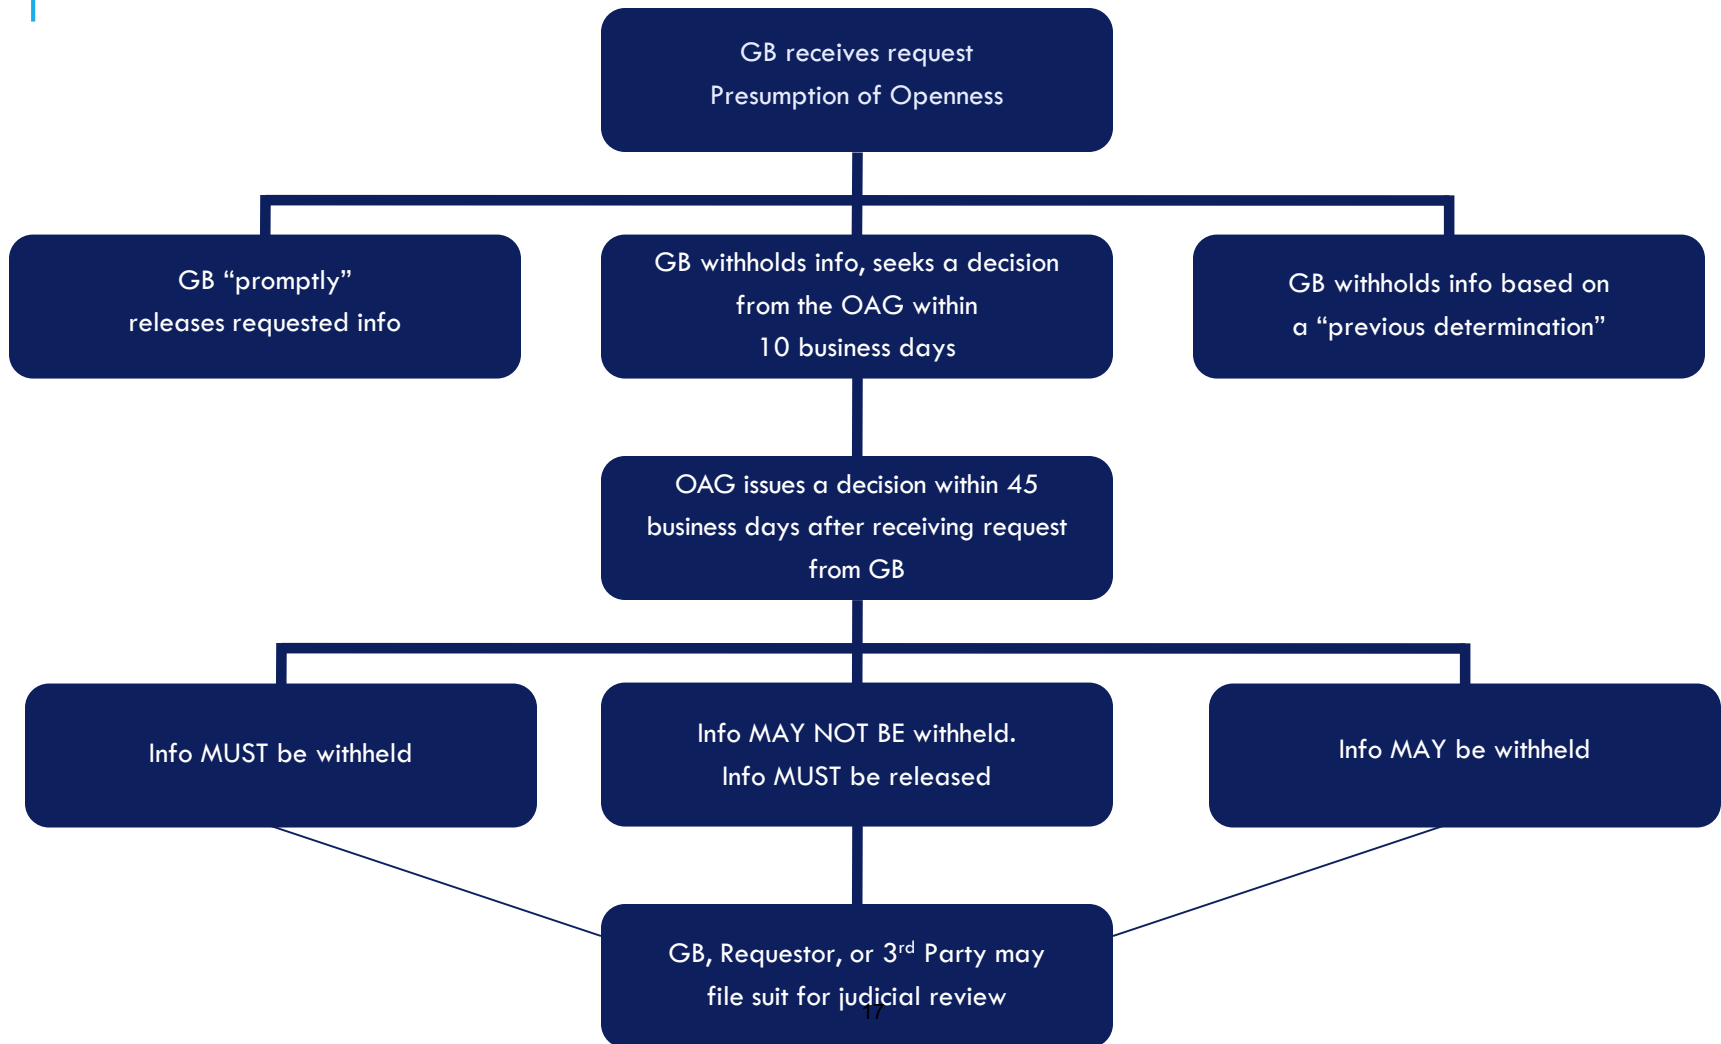 GB receives request
Presumption of Openness
GB “promptly”
releases requested info
GB withholds info, seeks a decision
from the OAG within
10 business days
GB withholds info based on
a “previous determination”
OAG issues a decision within 45
business days after receiving request
from GB
Info MUST be withheld
Info MAY NOT BE withheld.
Info MUST be released
Info MAY be withheld
GB, Requestor, or 3rd Party may
file suit for judicial review
17